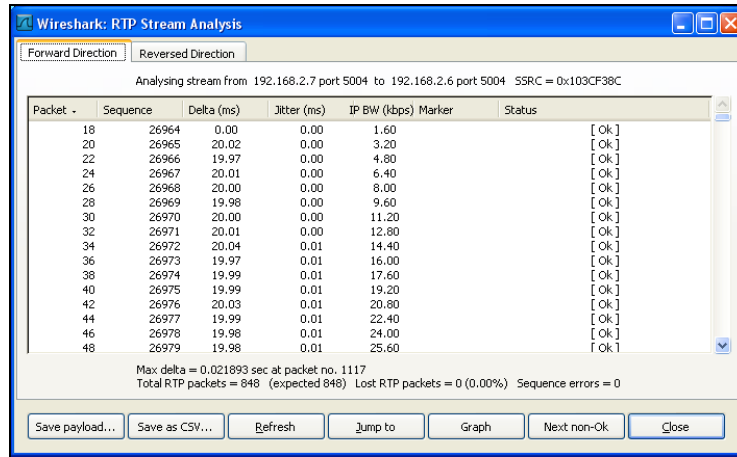 Wireshark: RTP Stream Analysis
Forward Direction Reversed Direction
Analysing stream from 192.168.2.7 port 5004 to 192.168.2.6 port 5004 SSRC = 0x103CF38C
Packet Sequence Delta (ms) Jitter (ms) IP BW (kbps) Marker Status
18 26964 0.00 0.00 1.60 [ Ok ]
20 26965 20.02 0.00 3.20 [ Ok ]
22 26966 19.97 0.00 4.80 [ Ok ]
24 26967 20.01 0.00 6.40 [ Ok ]
26 26968 20.00 0.00 8.00 [ Ok ]
28 26969 19.98 0.00 9.60 [ Ok ]
30 26970 20.00 0.00 11.20 [ Ok ]
32 26971 20.01 0.00 12.80 [ Ok ]
34 26972 20.04 0.01 14.40 [ Ok ]
36 26973 19.97 0.01 16.00 [ Ok ]
38 26974 19.99 0.01 17.60 [ Ok ]
40 26975 19.99 0.01 19.20 [ Ok ]
42 26976 20.03 0.01 20.80 [ Ok ]
44 26977 19.99 0.01 22.40 [ Ok ]
46 26978 19.98 0.01 24.00 [ Ok ]
48 26979 19.98 0.01 25.60 [ Ok ]
Max delta = 0.021893 sec at packet no. 1117
Total RTP packets = 848 (expected 848) Lost RTP packets = 0 (0.00%) Sequence errors = 0
Save payload... Save as CSV... Refresh Jump to Graph Next non-Ok Close